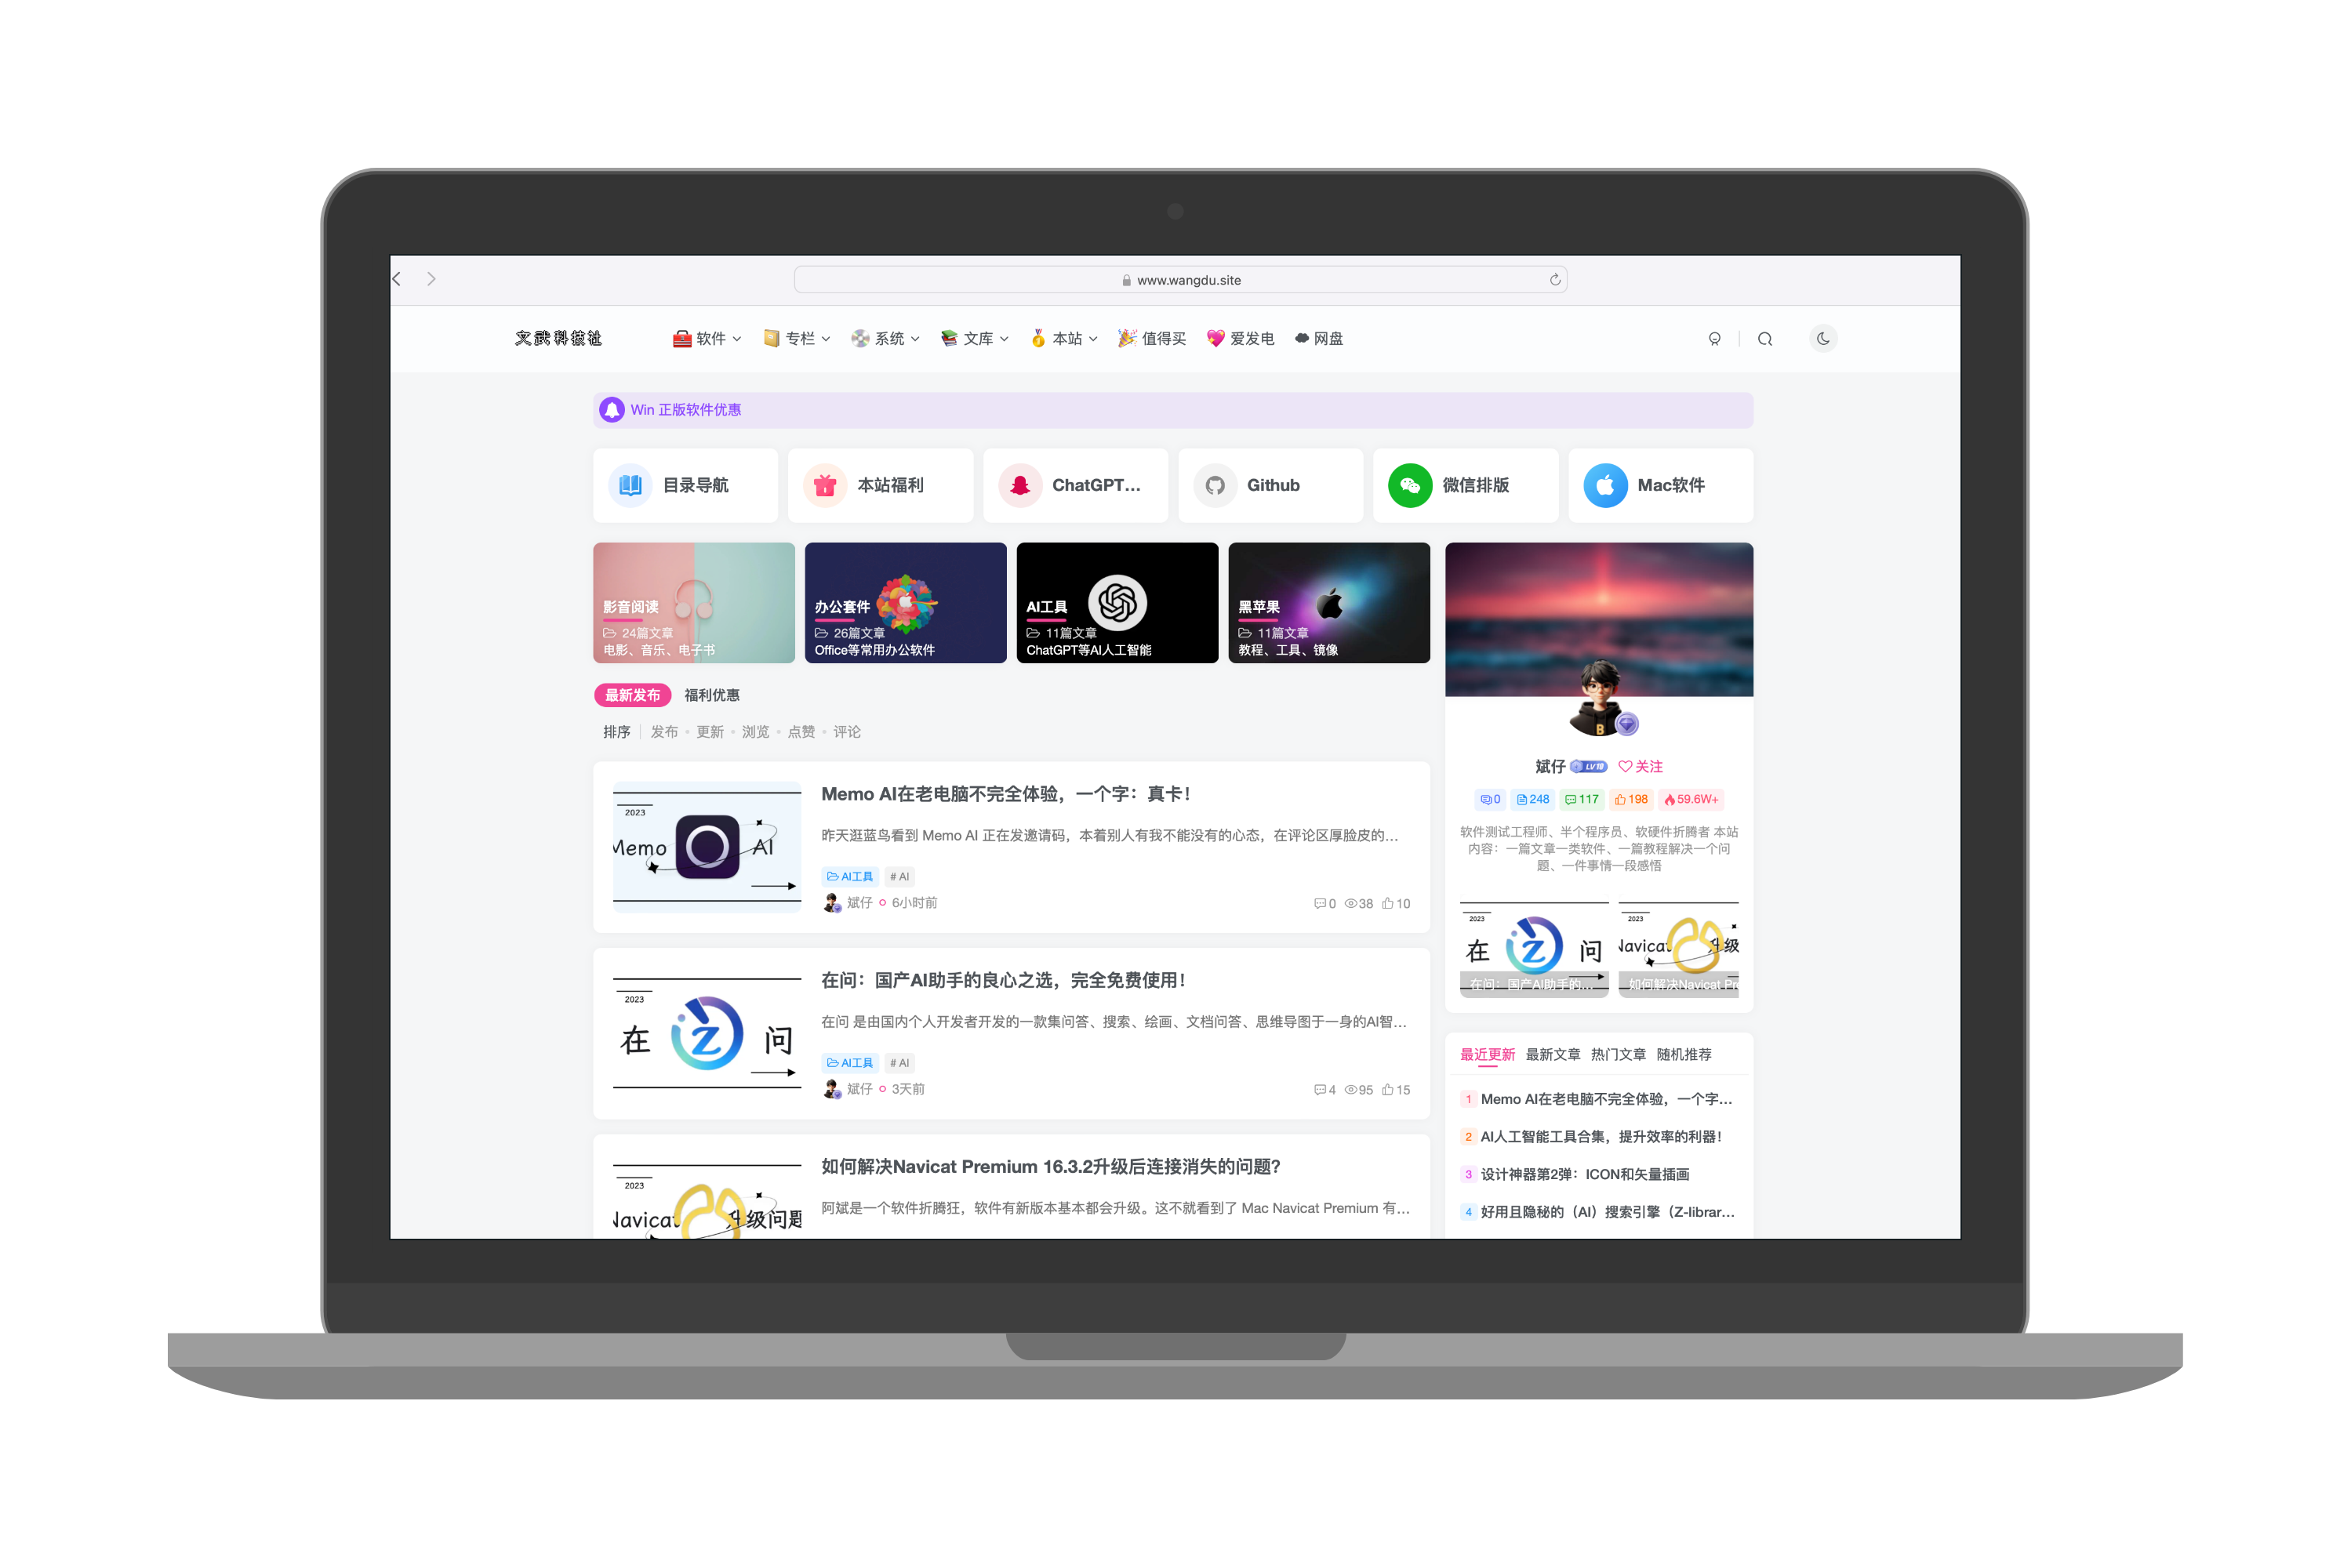 www.wangdu.site
文武科技社
软件
专栏
系统
文库
本站
值得买
爱发电
网盘
Win 正版软件优惠
目录导航
本站福利
ChatGPT...
Github
微信排版
Mac软件
影音阅读
24篇文章
电影、音乐、电子书
办公套件
26篇文章
Office等常用办公软件
AI工具
11篇文章
ChatGPT等AI人工智能
黑苹果
11篇文章
教程、工具、镜像
最新发布 福利优惠
排序 发布 更新 浏览 点赞 评论
2023
Memo AI
Memo AI在老电脑不完全体验，一个字：真卡！
昨天逛蓝鸟看到 Memo AI 正在发邀请码，本着别人有我不能没有的心态，在评论区厚脸皮的...
AI工具 # AI
斌仔 6小时前
0 38 10
2023
在 问
在问：国产AI助手的良心之选，完全免费使用！
在问 是由国内个人开发者开发的一款集问答、搜索、绘画、文档问答、思维导图于一身的AI智...
AI工具 # AI
斌仔 3天前
4 95 15
2023
Navicat 升级问题
如何解决Navicat Premium 16.3.2升级后连接消失的问题？
阿斌是一个软件折腾狂，软件有新版本基本都会升级。这不就看到了 Mac Navicat Premium 有...
B
斌仔 LV10 关注
0 248 117 198 59.6W+
软件测试工程师、半个程序员、软硬件折腾者 本站
内容：一篇文章一类软件、一篇教程解决一个问
题、一件事情一段感悟
2023
在 问
在问：国产AI助手的...
2023
Navicat 升级
如何解决Navicat Pre
最近更新 最新文章 热门文章 随机推荐
1 Memo AI在老电脑不完全体验，一个字...
2 AI人工智能工具合集，提升效率的利器！
3 设计神器第2弹：ICON和矢量插画
4 好用且隐秘的（AI）搜索引擎（Z-librar...